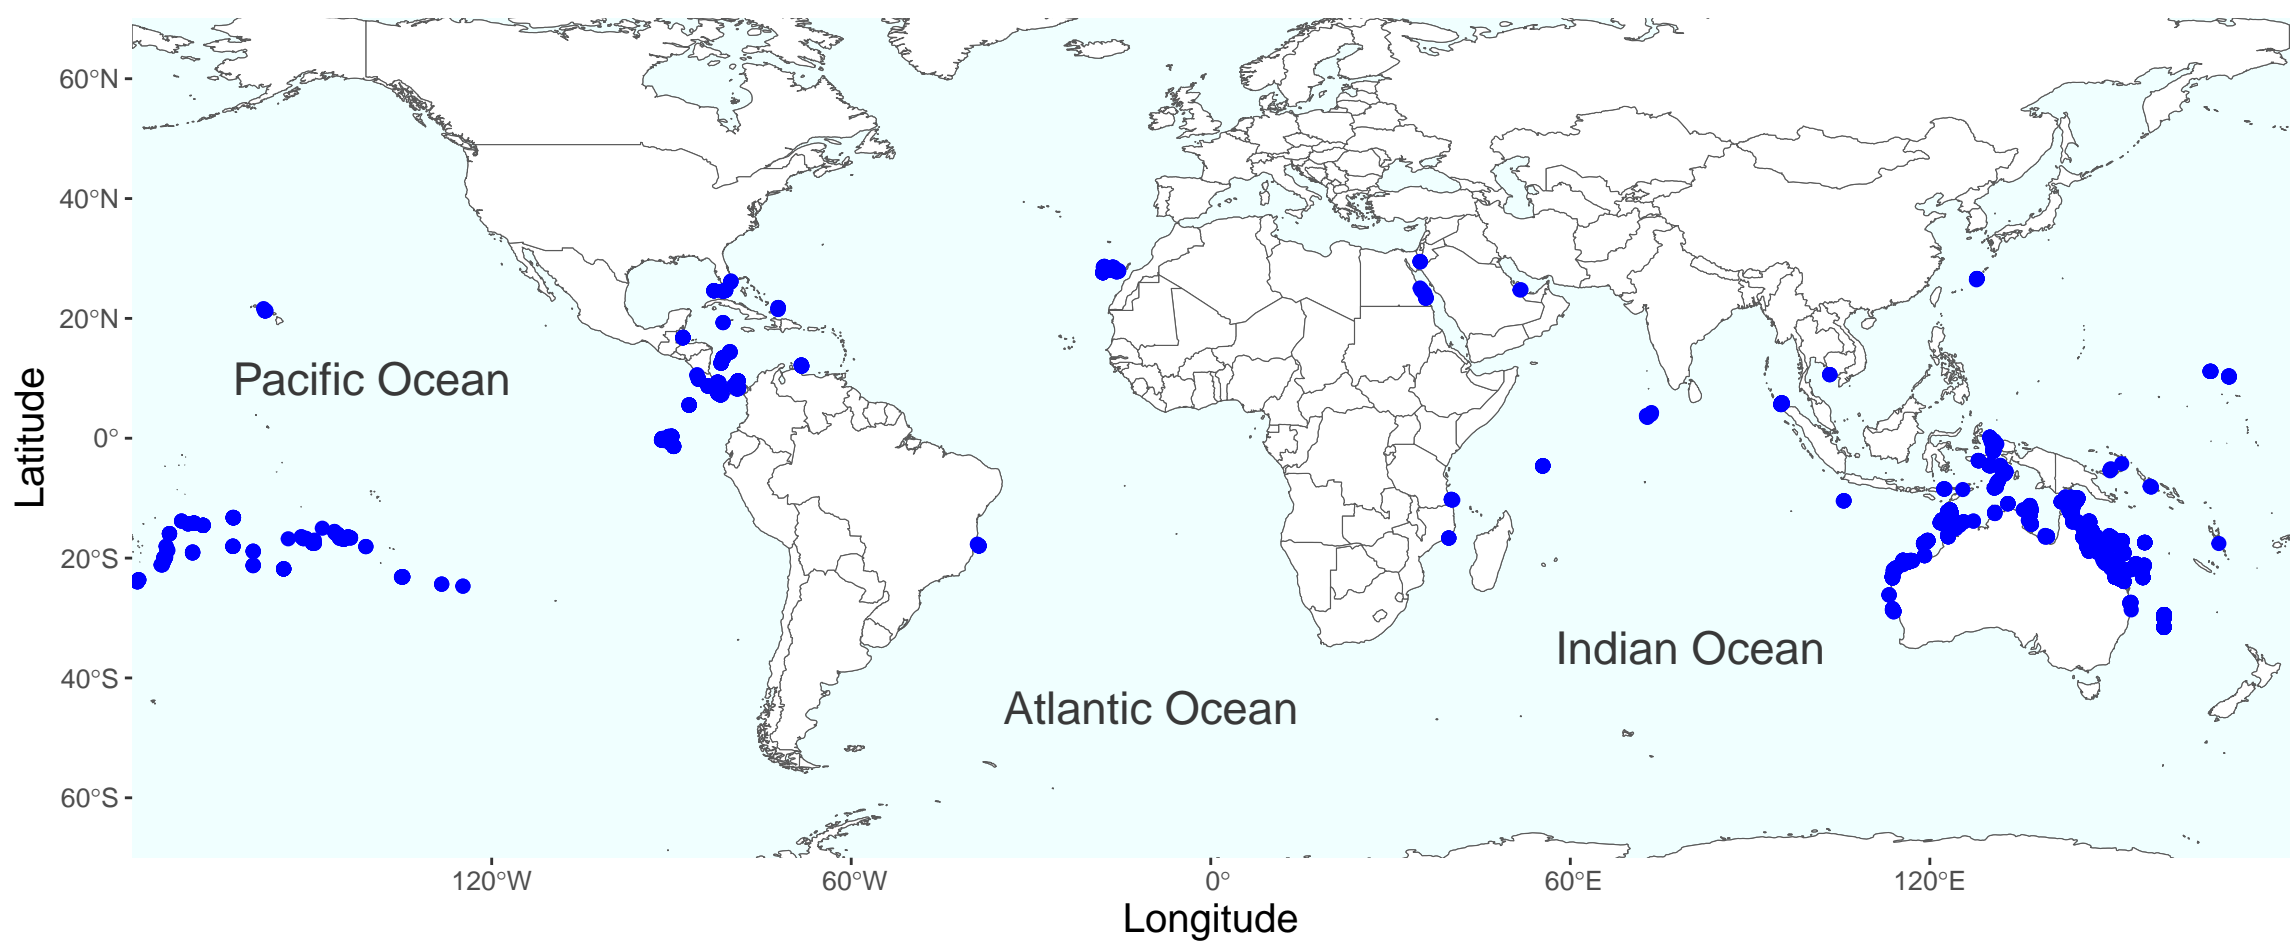 60°N
40°N
20°N
0°
20°S
40°S
60°S
Latitude
Pacific Ocean
Indian Ocean
Atlantic Ocean
120°W
60°W
0°
60°E
120°E
Longitude